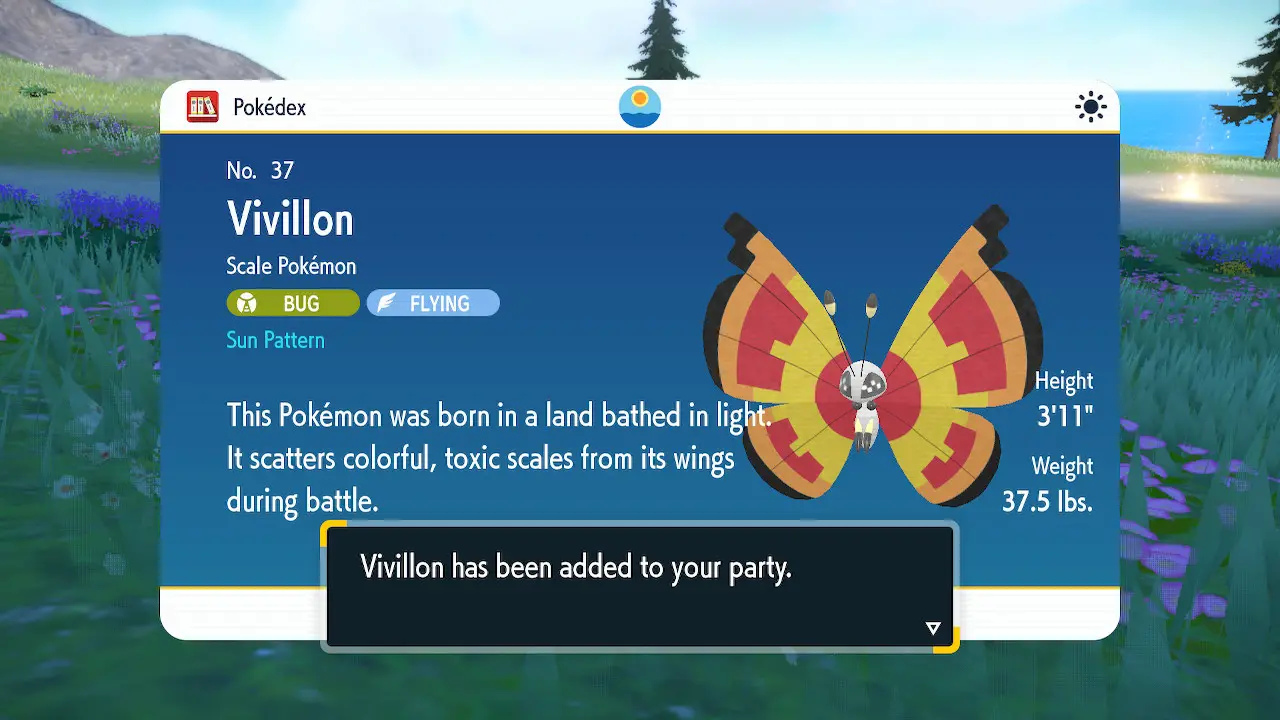 Pokédex
No. 37
Vivillon
Scale Pokémon
BUG FLYING
Sun Pattern
This Pokémon was born in a land bathed in light.
It scatters colorful, toxic scales from its wings
during battle.
Height
3'11"
Weight
37.5 lbs.
Vivillon has been added to your party.